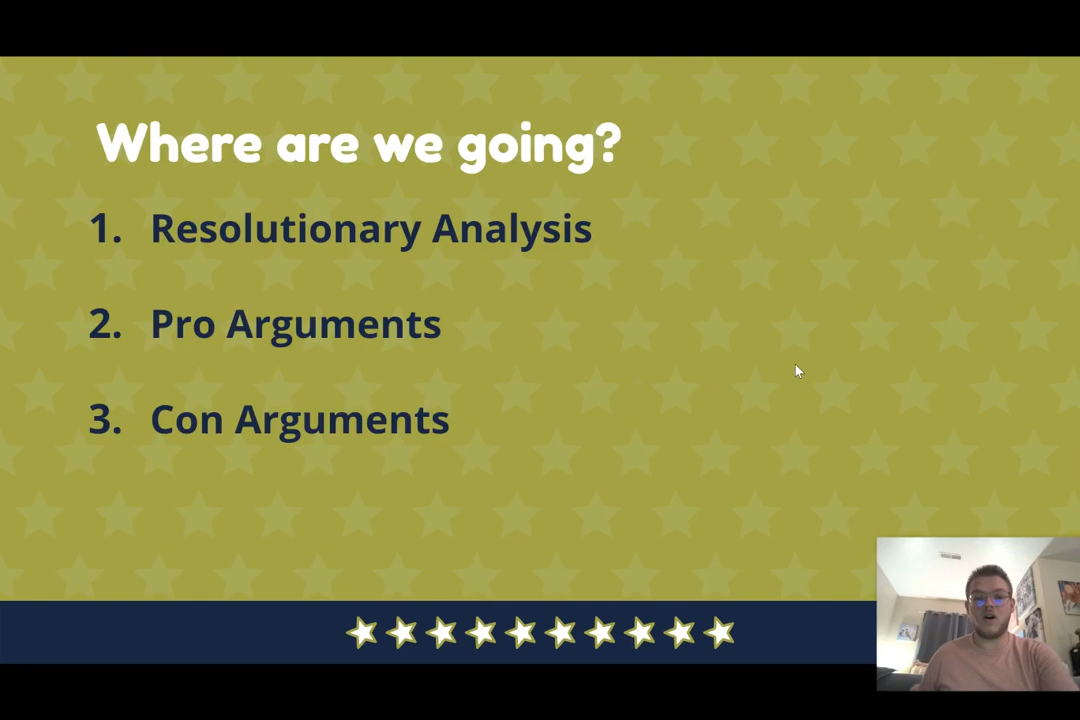 Where are we going?
1. Resolutionary Analysis
2. Pro Arguments
3. Con Arguments